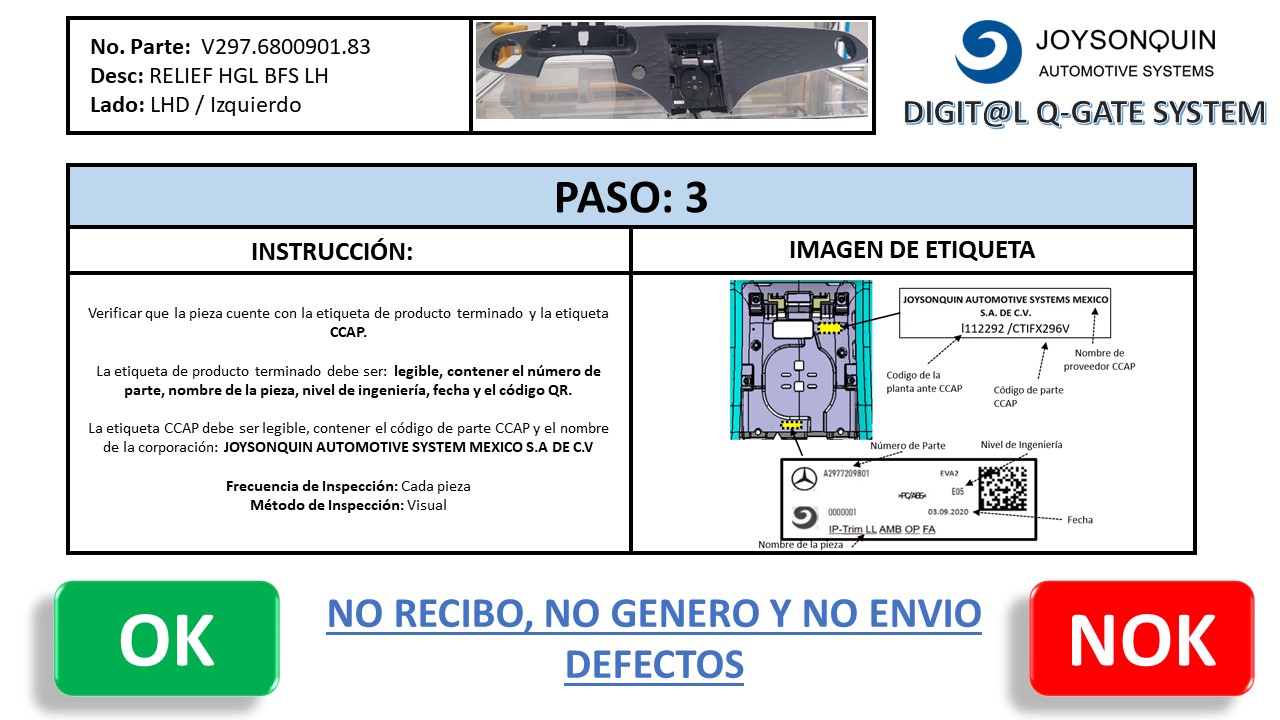 No. Parte: V297.6800901.83
Desc: RELIEF HGL BFS LH
Lado: LHD / Izquierdo
JOYSONQUIN
AUTOMOTIVE SYSTEMS
DIGIT@L Q-GATE SYSTEM
PASO: 3
INSTRUCCIÓN:
Verificar que la pieza cuente con la etiqueta de producto terminado y la etiqueta
CCAP.
La etiqueta de producto terminado debe ser: legible, contener el número de
parte, nombre de la pieza, nivel de ingeniería, fecha y el código QR.
La etiqueta CCAP debe ser legible, contener el código de parte CCAP y el nombre
de la corporación: JOYSONQUIN AUTOMOTIVE SYSTEM MEXICO S.A DE C.V
Frecuencia de Inspección: Cada pieza
Método de Inspección: Visual
IMAGEN DE ETIQUETA
JOYSONQUIN AUTOMOTIVE SYSTEMS MEXICO
S.A. DE C.V.
l112292 /CTIFX296V
Nombre de
proveedor CCAP
Codigo de la
planta ante CCAP
Código de parte
CCAP
Número de Parte
Nivel de Ingeniería
A2977209801
EVA2
>PC/ABS<
E05
0000001
03.09.2020
IP-Trim LL AMB OP FA
Fecha
Nombre de la pieza
OK
NO RECIBO, NO GENERO Y NO ENVIO
DEFECTOS
NOK